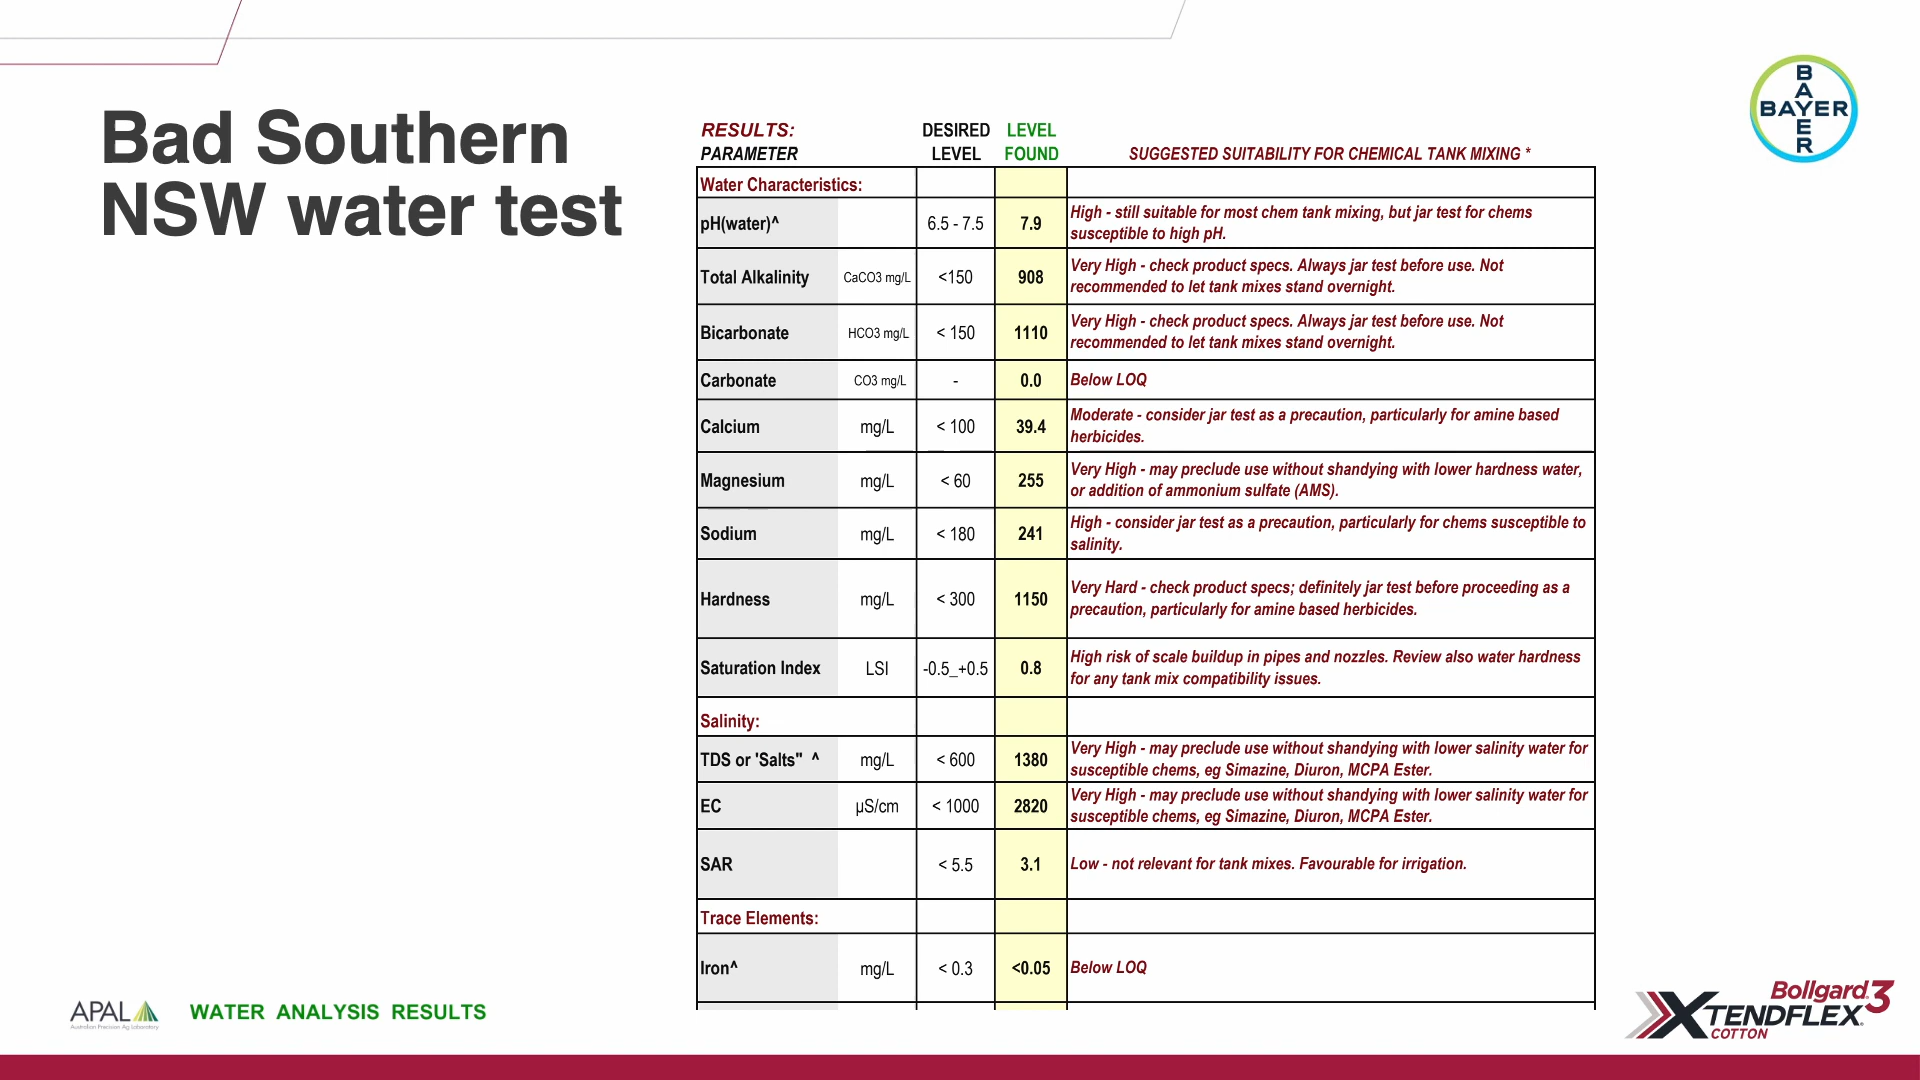 Bad Southern
NSW water test
BAYER
BAYER
RESULTS: DESIRED LEVEL
PARAMETER LEVEL FOUND SUGGESTED SUITABILITY FOR CHEMICAL TANK MIXING *
Water Characteristics:
pH(water)^ 6.5 - 7.5 7.9 High - still suitable for most chem tank mixing, but jar test for chems
susceptible to high pH.
Total Alkalinity CaCO3 mg/L <150 908 Very High - check product specs. Always jar test before use. Not
recommended to let tank mixes stand overnight.
Bicarbonate HCO3 mg/L < 150 1110 Very High - check product specs. Always jar test before use. Not
recommended to let tank mixes stand overnight.
Carbonate CO3 mg/L - 0.0 Below LOQ
Calcium mg/L < 100 39.4 Moderate - consider jar test as a precaution, particularly for amine based
herbicides.
Magnesium mg/L < 60 255 Very High - may preclude use without shandying with lower hardness water,
or addition of ammonium sulfate (AMS).
Sodium mg/L < 180 241 High - consider jar test as a precaution, particularly for chems susceptible to
salinity.
Hardness mg/L < 300 1150 Very Hard - check product specs; definitely jar test before proceeding as a
precaution, particularly for amine based herbicides.
Saturation Index LSI -0.5_+0.5 0.8 High risk of scale buildup in pipes and nozzles. Review also water hardness
for any tank mix compatibility issues.
Salinity:
TDS or 'Salts" ^ mg/L < 600 1380 Very High - may preclude use without shandying with lower salinity water for
susceptible chems, eg Simazine, Diuron, MCPA Ester.
EC µS/cm < 1000 2820 Very High - may preclude use without shandying with lower salinity water for
susceptible chems, eg Simazine, Diuron, MCPA Ester.
SAR < 5.5 3.1 Low - not relevant for tank mixes. Favourable for irrigation.
Trace Elements:
Iron^ mg/L < 0.3 <0.05 Below LOQ
APAL
Australian Precision Ag Laboratory
WATER ANALYSIS RESULTS
Bollgard 3
XTENDFLEX
COTTON